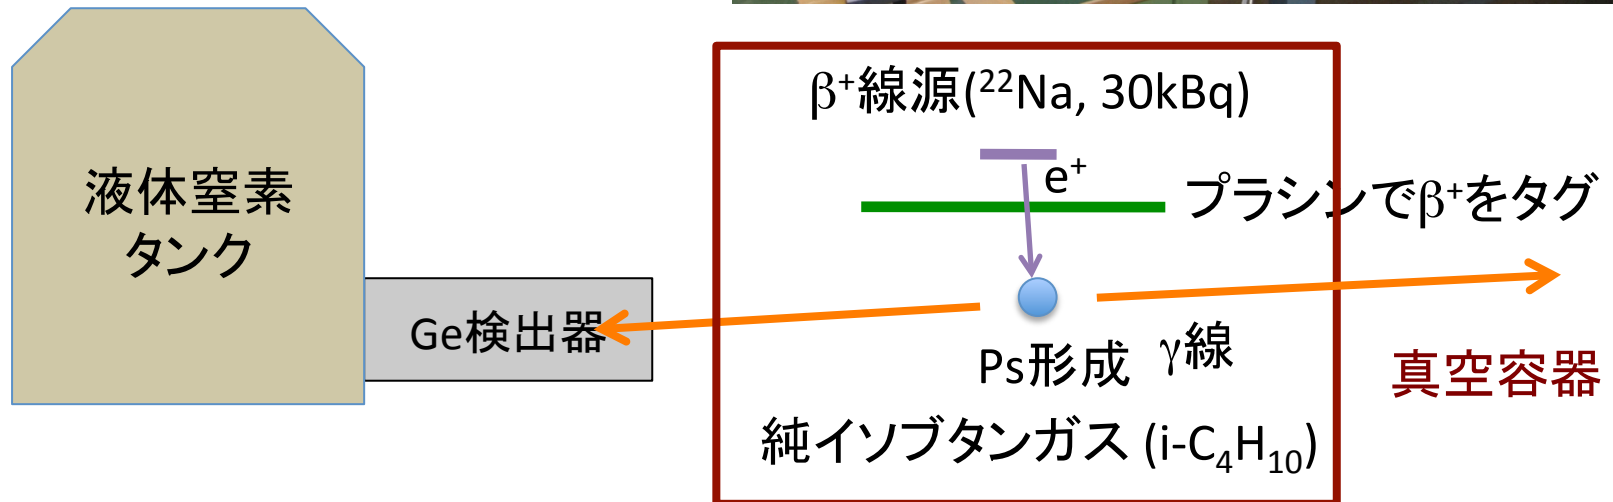 β⁺線源(²²Na, 30kBq)
液体窒素
タンク
e⁺
プラシンでβ⁺をタグ
Ge検出器
Ps形成
γ線
真空容器
純イソブタンガス (i-C₄H₁₀)